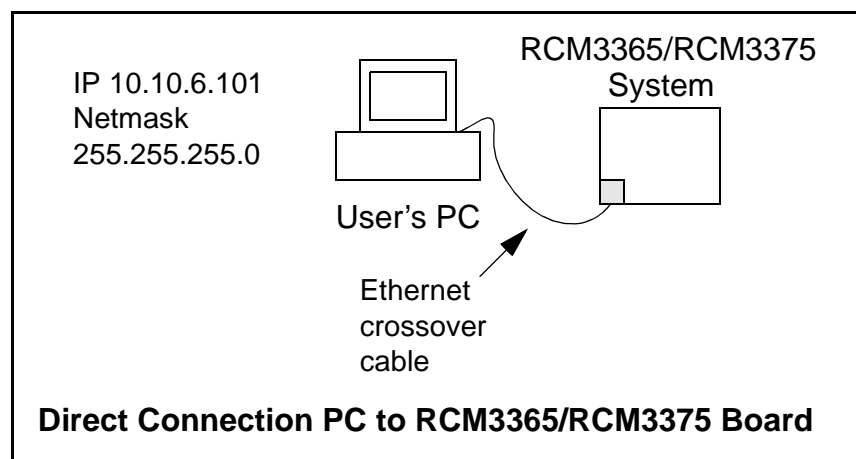 IP 10.10.6.101
Netmask
255.255.255.0
RCM3365/RCM3375
System
User’s PC
Ethernet
crossover
cable
Direct Connection PC to RCM3365/RCM3375 Board